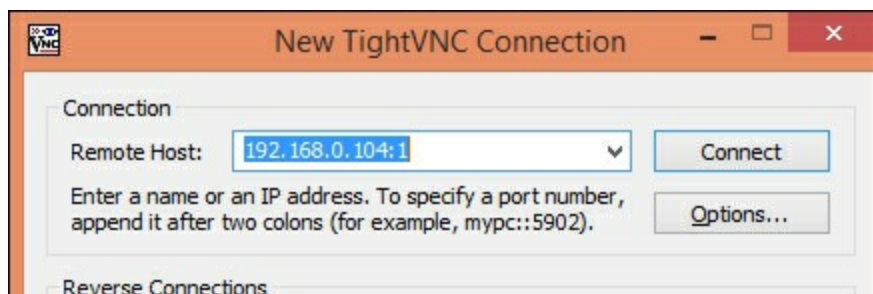 VNC
New TightVNC Connection
Connection
Remote Host: 192.168.0.104:1 Connect
Enter a name or an IP address. To specify a port number,
append it after two colons (for example, mypc::5902).
Options...
Reverse Connections